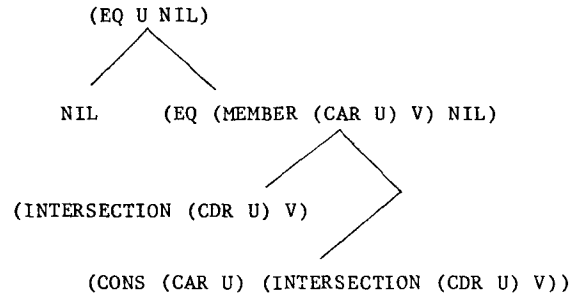 (EQ U NIL)
NIL (EQ (MEMBER (CAR U) V) NIL)
(INTERSECTION (CDR U) V)
(CONS (CAR U) (INTERSECTION (CDR U) V))